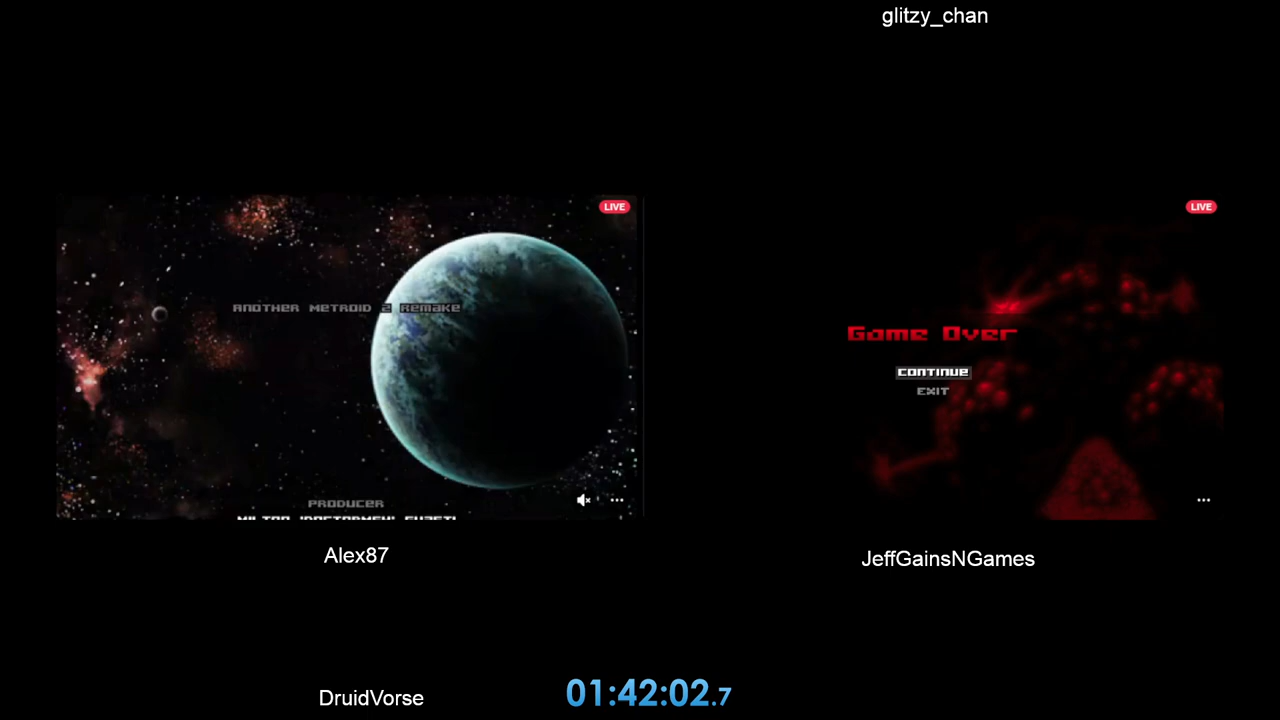 glitzy_chan
LIVE
LIVE
ANOTHER METROID 2 REMAKE
Game Over
CONTINUE
EXIT
PRODUCER
Alex87
JeffGainsNGames
DruidVorse
01:42:02.7